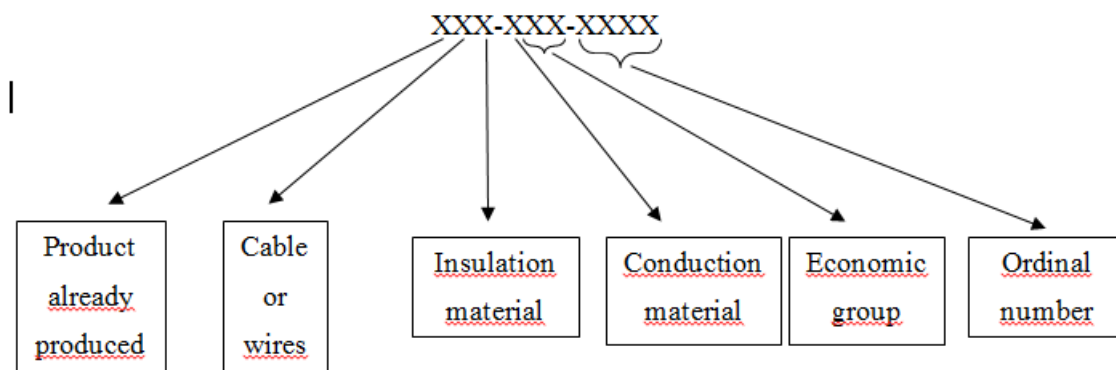 XXX-XXX-XXXX
Product
already
produced
Cable
or
wires
Insulation
material
Conduction
material
Economic
group
Ordinal
number